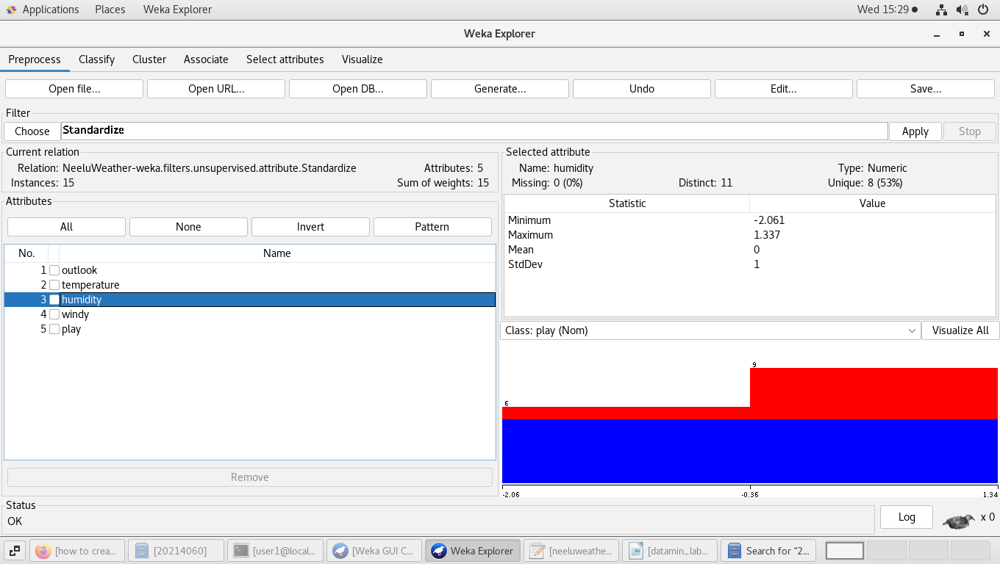 Applications Places Weka Explorer Wed 15:29
Weka Explorer
Preprocess Classify Cluster Associate Select attributes Visualize
Open file... Open URL... Open DB... Generate... Undo Edit... Save...
Filter
Choose Standardize Apply Stop
Current relation
Relation: NeeluWeather-weka.filters.unsupervised.attribute.Standardize Attributes: 5
Instances: 15 Sum of weights: 15
Attributes
All None Invert Pattern
No. Name
1 outlook
2 temperature
3 humidity
4 windy
5 play
Remove
Selected attribute
Name: humidity Type: Numeric
Missing: 0 (0%) Distinct: 11 Unique: 8 (53%)
Statistic Value
Minimum -2.061
Maximum 1.337
Mean 0
StdDev 1
Class: play (Nom) Visualize All
9
6
-2.06 -0.36 1.34
Status
OK Log x 0
[how to crea... [20214060] [user1@local... [Weka GUI C... Weka Explorer [neeluweathe... [datamin_lab... Search for “2...